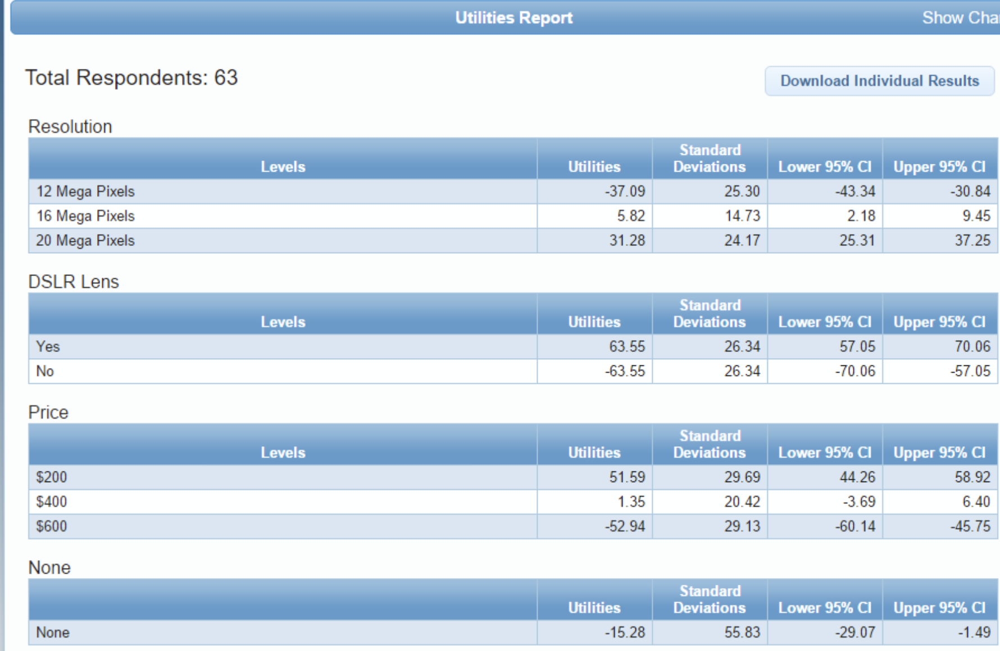 Utilities Report Show Cha
Total Respondents: 63
Download Individual Results
Resolution
Levels Utilities Standard Deviations Lower 95% CI Upper 95% CI
12 Mega Pixels -37.09 25.30 -43.34 -30.84
16 Mega Pixels 5.82 14.73 2.18 9.45
20 Mega Pixels 31.28 24.17 25.31 37.25
DSLR Lens
Levels Utilities Standard Deviations Lower 95% CI Upper 95% CI
Yes 63.55 26.34 57.05 70.06
No -63.55 26.34 -70.06 -57.05
Price
Levels Utilities Standard Deviations Lower 95% CI Upper 95% CI
$200 51.59 29.69 44.26 58.92
$400 1.35 20.42 -3.69 6.40
$600 -52.94 29.13 -60.14 -45.75
None
Utilities Standard Deviations Lower 95% CI Upper 95% CI
None -15.28 55.83 -29.07 -1.49